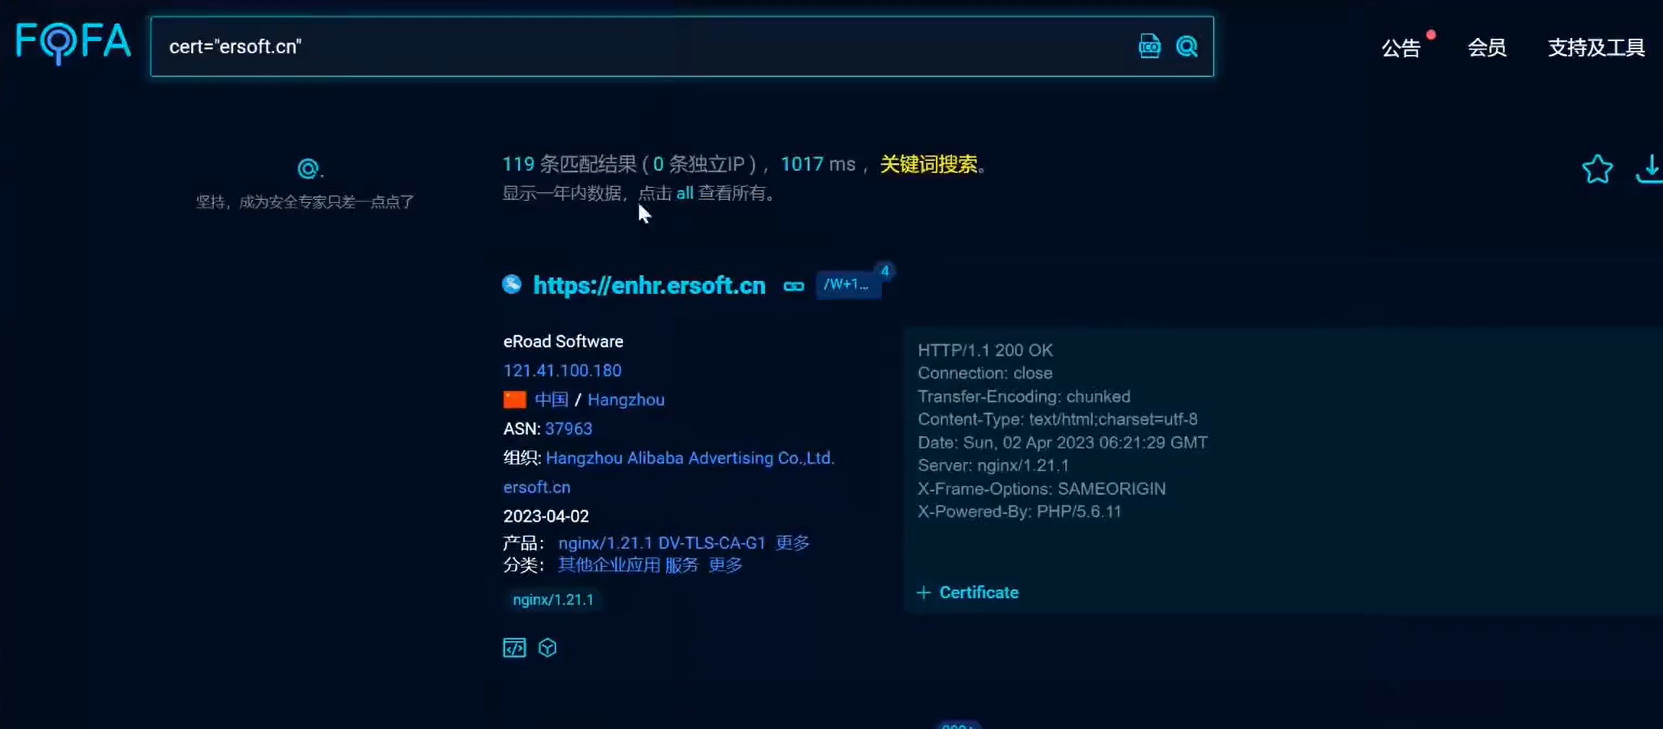 FOFA
cert="ersoft.cn"
ICO
公告
会员
支持及工具
坚持，成为安全专家只差一点点了
119 条匹配结果 ( 0 条独立IP ) ，1017 ms ，关键词搜索。
显示一年内数据，点击 all 查看所有。
https://enhr.ersoft.cn
/W+1...
4
eRoad Software
121.41.100.180
中国 / Hangzhou
ASN: 37963
组织: Hangzhou Alibaba Advertising Co.,Ltd.
ersoft.cn
2023-04-02
产品： nginx/1.21.1 DV-TLS-CA-G1 更多
分类： 其他企业应用 服务 更多
nginx/1.21.1
HTTP/1.1 200 OK
Connection: close
Transfer-Encoding: chunked
Content-Type: text/html;charset=utf-8
Date: Sun, 02 Apr 2023 06:21:29 GMT
Server: nginx/1.21.1
X-Frame-Options: SAMEORIGIN
X-Powered-By: PHP/5.6.11
+ Certificate